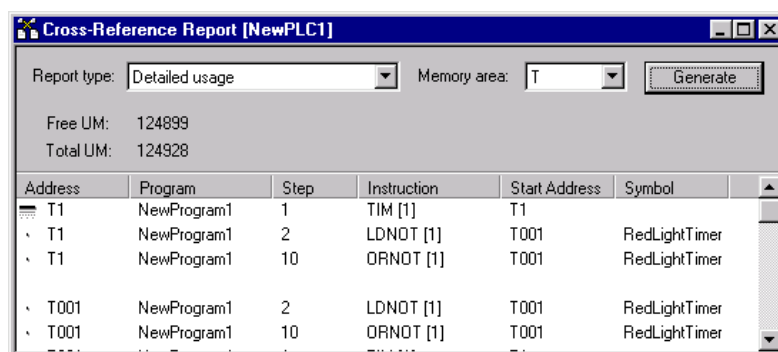 Cross-Reference Report [NewPLC1]
Report type: Detailed usage Memory area: T Generate
Free UM: 124899
Total UM: 124928
Address Program Step Instruction Start Address Symbol
T1 NewProgram1 1 TIM [1] T1
T1 NewProgram1 2 LDNOT [1] T001 RedLightTimer
T1 NewProgram1 10 ORNOT [1] T001 RedLightTimer
T001 NewProgram1 2 LDNOT [1] T001 RedLightTimer
T001 NewProgram1 10 ORNOT [1] T001 RedLightTimer